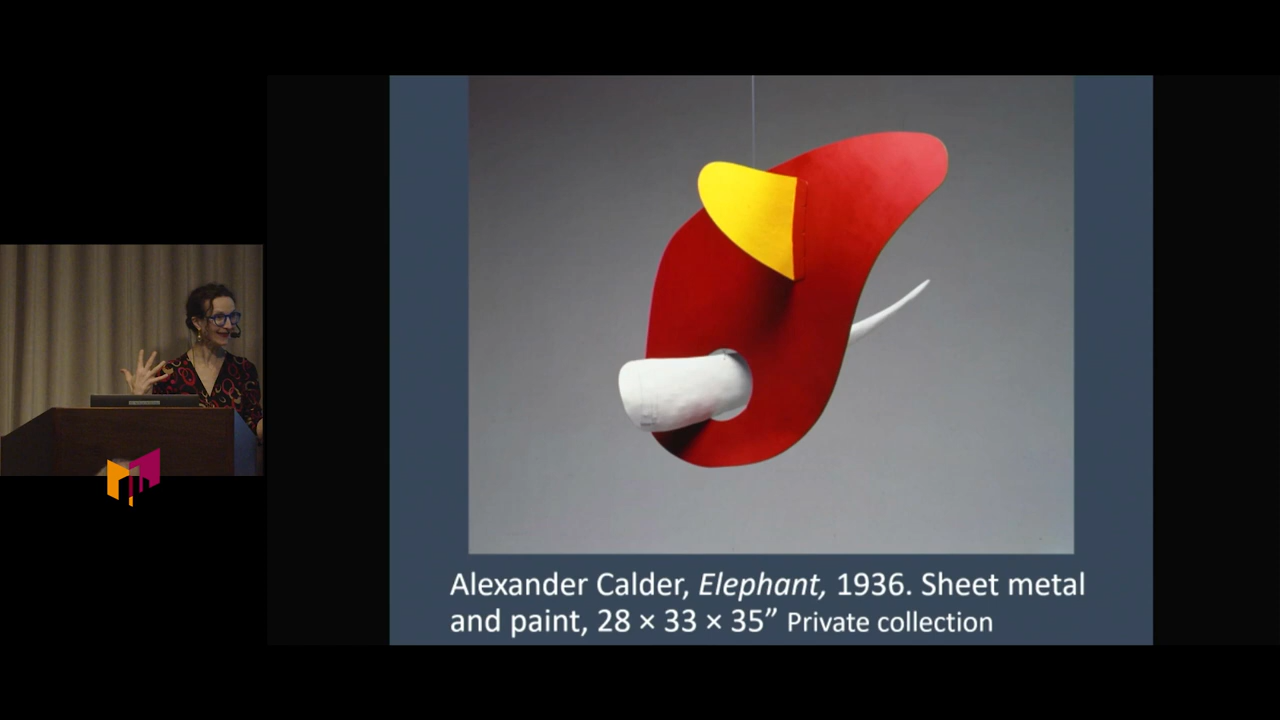 Alexander Calder, Elephant, 1936. Sheet metal
and paint, 28 × 33 × 35” Private collection